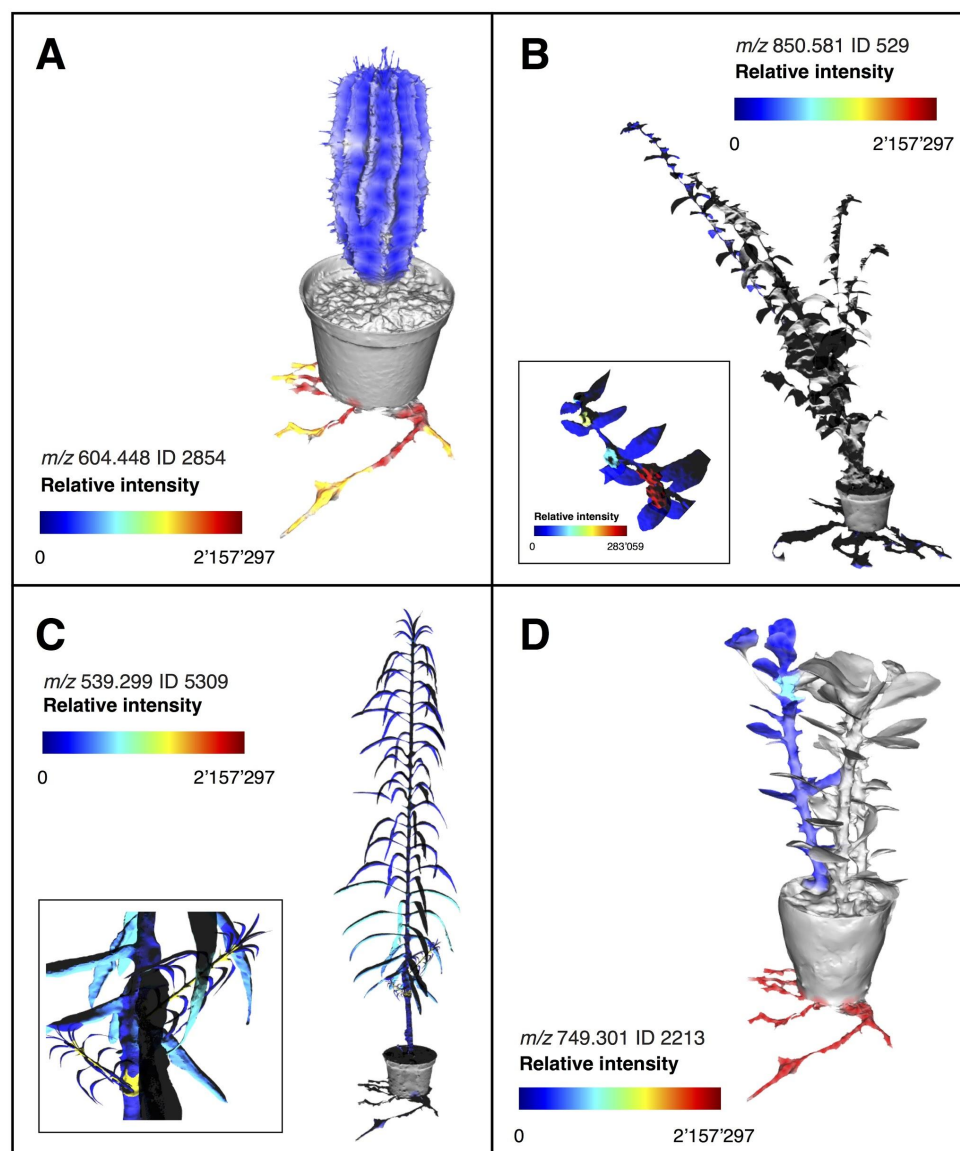 A
m/z 604.448 ID 2854
Relative intensity
0 2’157’297
B
m/z 850.581 ID 529
Relative intensity
0 2’157’297
Relative intensity
0 283’059
C
m/z 539.299 ID 5309
Relative intensity
0 2’157’297
D
m/z 749.301 ID 2213
Relative intensity
0 2’157’297